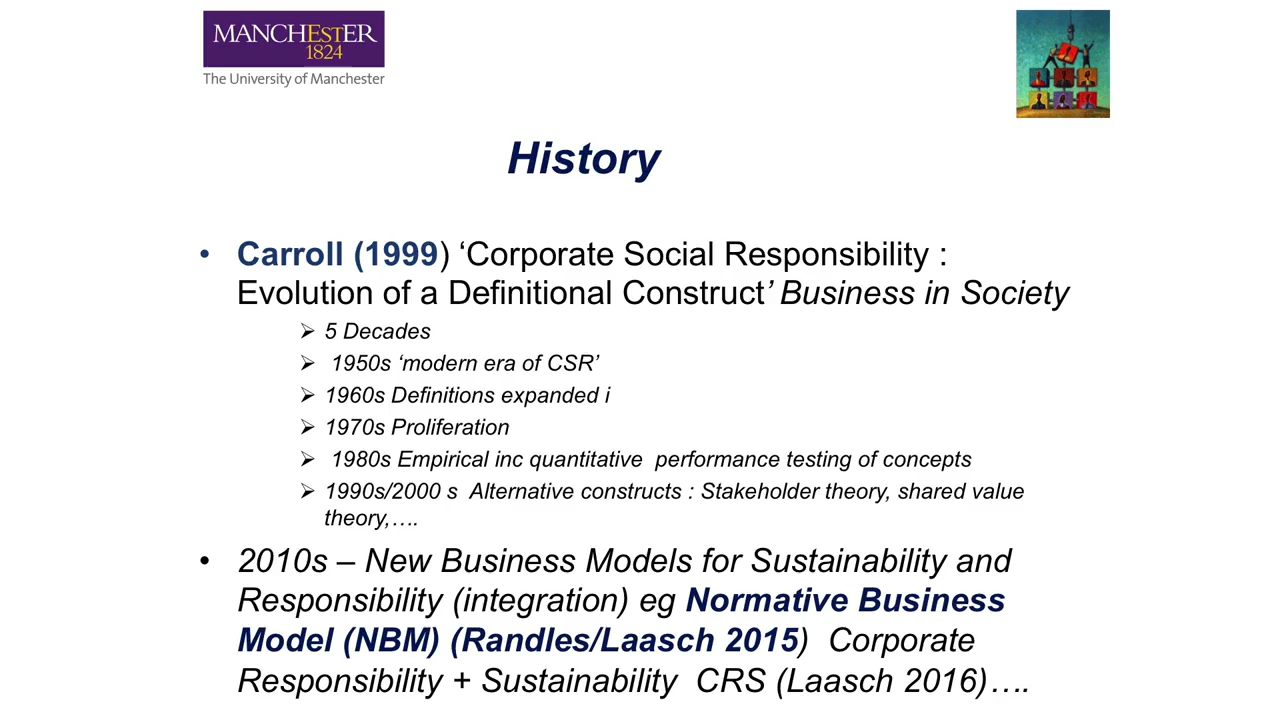 MANCHESTER
1824
The University of Manchester
History
• Carroll (1999) ‘Corporate Social Responsibility :
Evolution of a Definitional Construct’ Business in Society
➢ 5 Decades
➢ 1950s ‘modern era of CSR’
➢ 1960s Definitions expanded i
➢ 1970s Proliferation
➢ 1980s Empirical inc quantitative performance testing of concepts
➢ 1990s/2000 s Alternative constructs : Stakeholder theory, shared value
theory,….
• 2010s – New Business Models for Sustainability and
Responsibility (integration) eg Normative Business
Model (NBM) (Randles/Laasch 2015) Corporate
Responsibility + Sustainability CRS (Laasch 2016)….